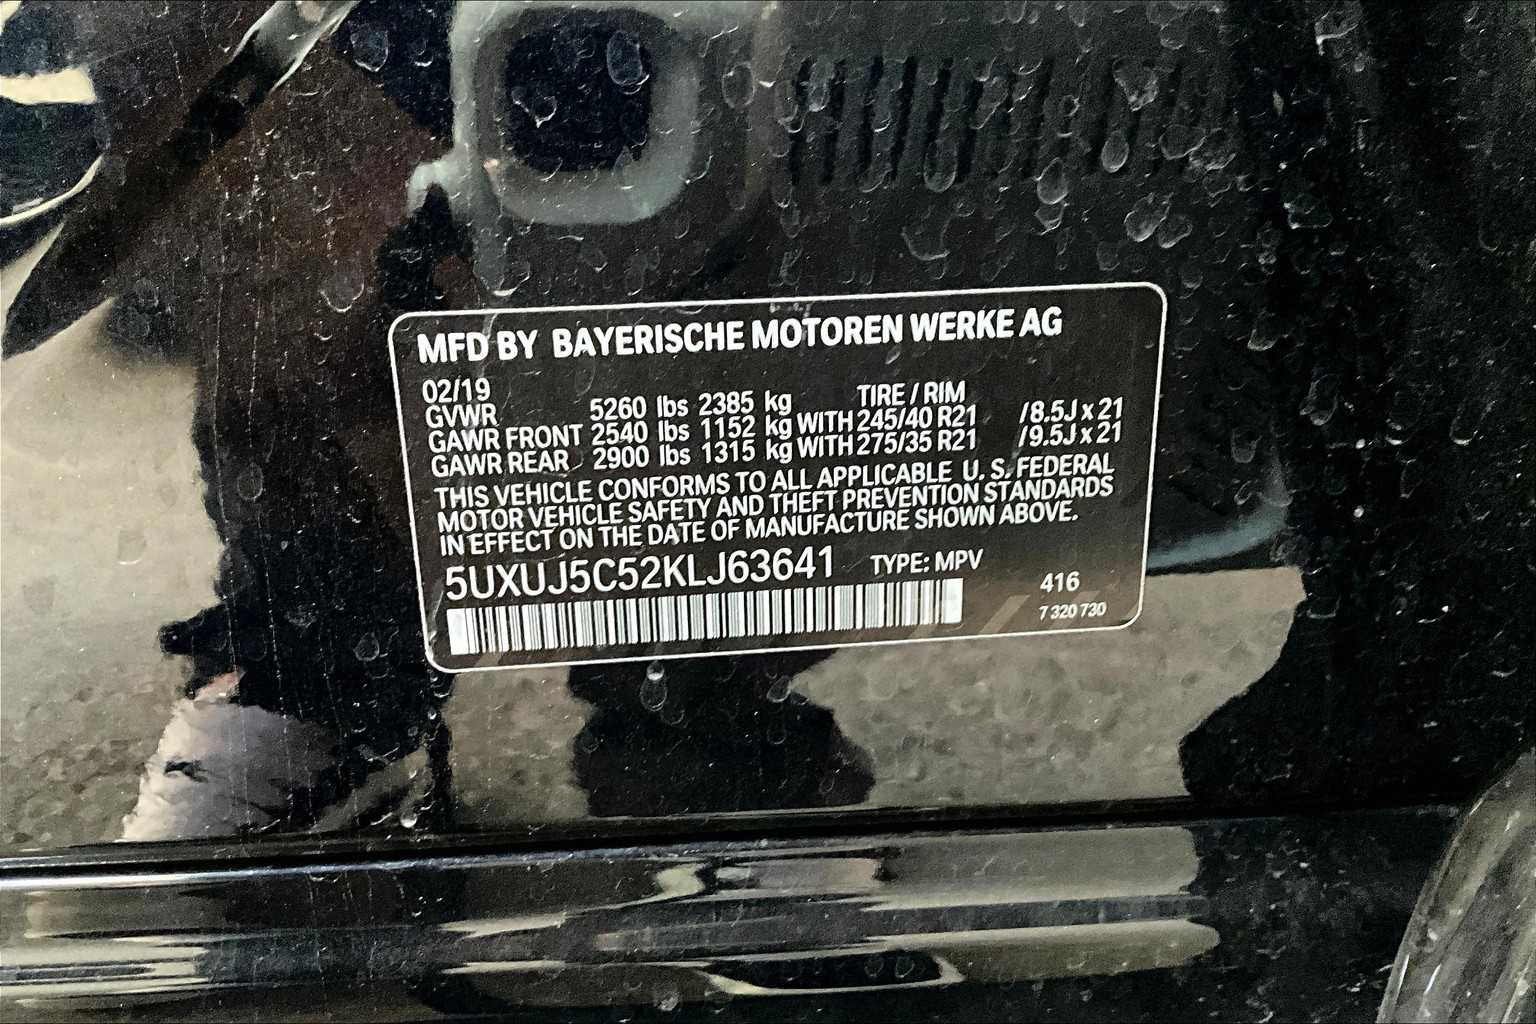 MFD BY BAYERISCHE MOTOREN WERKE AG
02/19 TIRE / RIM
GVWR 5260 lbs 2385 kg
GAWR FRONT 2540 lbs 1152 kg WITH 245/40 R21 /8.5J x 21
GAWR REAR 2900 lbs 1315 kg WITH 275/35 R21 /9.5J x 21
THIS VEHICLE CONFORMS TO ALL APPLICABLE U. S. FEDERAL
MOTOR VEHICLE SAFETY AND THEFT PREVENTION STANDARDS
IN EFFECT ON THE DATE OF MANUFACTURE SHOWN ABOVE.
5UXUJ5C52KLJ63641 TYPE: MPV
416
7 320 730